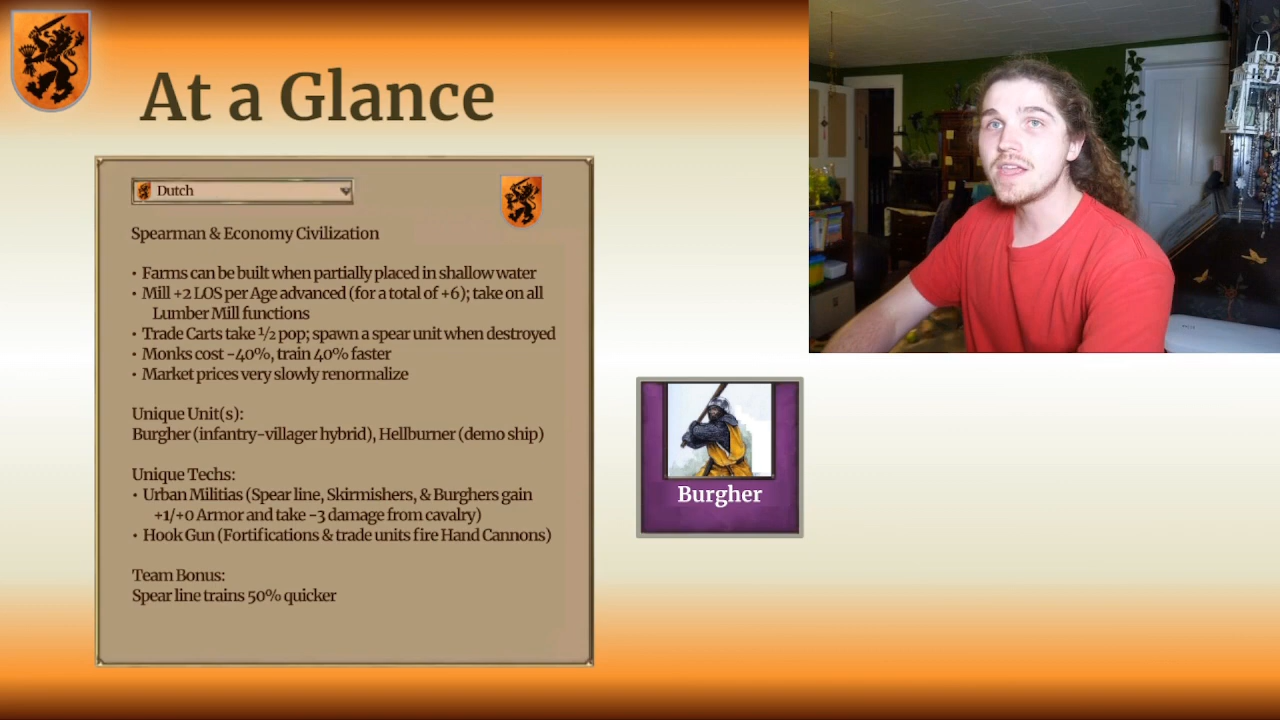 At a Glance
Dutch
Spearman & Economy Civilization
• Farms can be built when partially placed in shallow water
• Mill +2 LOS per Age advanced (for a total of +6); take on all
Lumber Mill functions
• Trade Carts take ½ pop; spawn a spear unit when destroyed
• Monks cost -40%, train 40% faster
• Market prices very slowly renormalize
Unique Unit(s):
Burgher (infantry-villager hybrid), Hellburner (demo ship)
Unique Techs:
• Urban Militias (Spear line, Skirmishers, & Burghers gain
+1/+0 Armor and take -3 damage from cavalry)
• Hook Gun (Fortifications & trade units fire Hand Cannons)
Team Bonus:
Spear line trains 50% quicker
Burgher